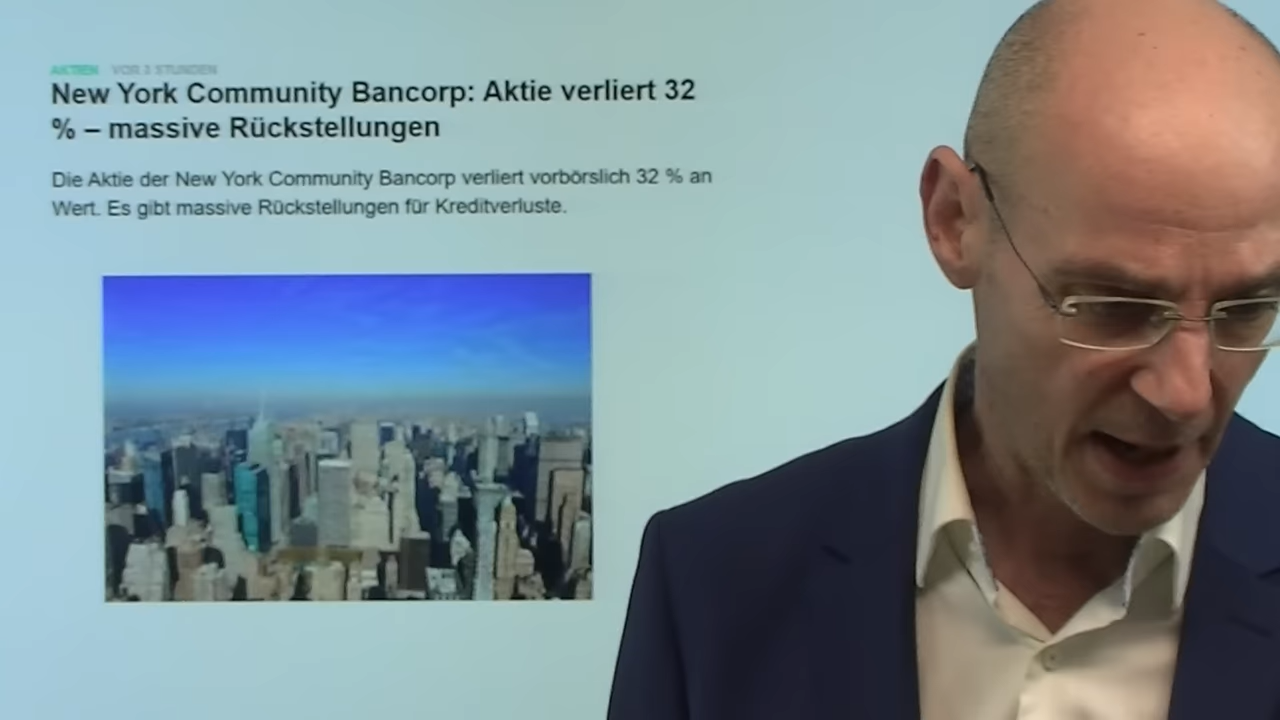 AKTIEN VOR 3 STUNDEN
New York Community Bancorp: Aktie verliert 32
% – massive Rückstellungen
Die Aktie der New York Community Bancorp verliert vorbörslich 32 % an
Wert. Es gibt massive Rückstellungen für Kreditverluste.